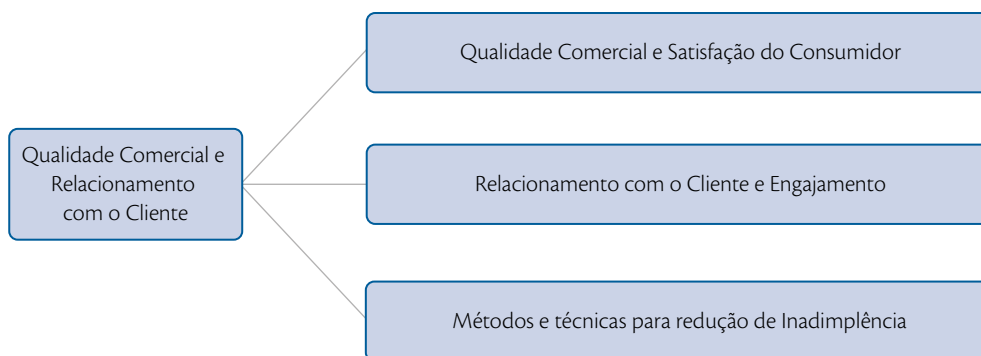 Qualidade Comercial e Satisfação do Consumidor
Qualidade Comercial e
Relacionamento
com o Cliente
Relacionamento com o Cliente e Engajamento
Métodos e técnicas para redução de Inadimplência